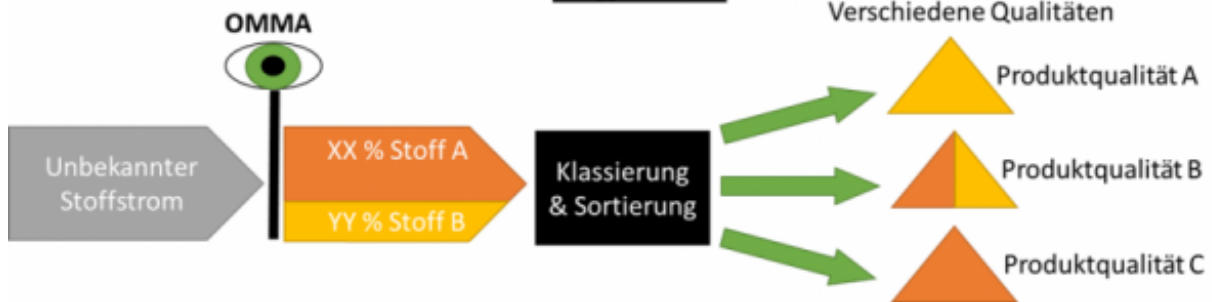 Verschiedene Qualitäten
OMMA
Unbekannter
Stoffstrom
XX % Stoff A
YY % Stoff B
Klassierung
& Sortierung
Produktqualität A
Produktqualität B
Produktqualität C